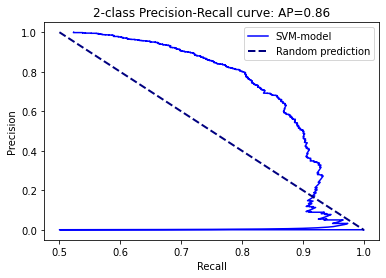 2-class Precision-Recall curve: AP=0.86
SVM-model
Random prediction
Precision
1.0
0.8
0.6
0.4
0.2
0.0
0.5 0.6 0.7 0.8 0.9 1.0
Recall